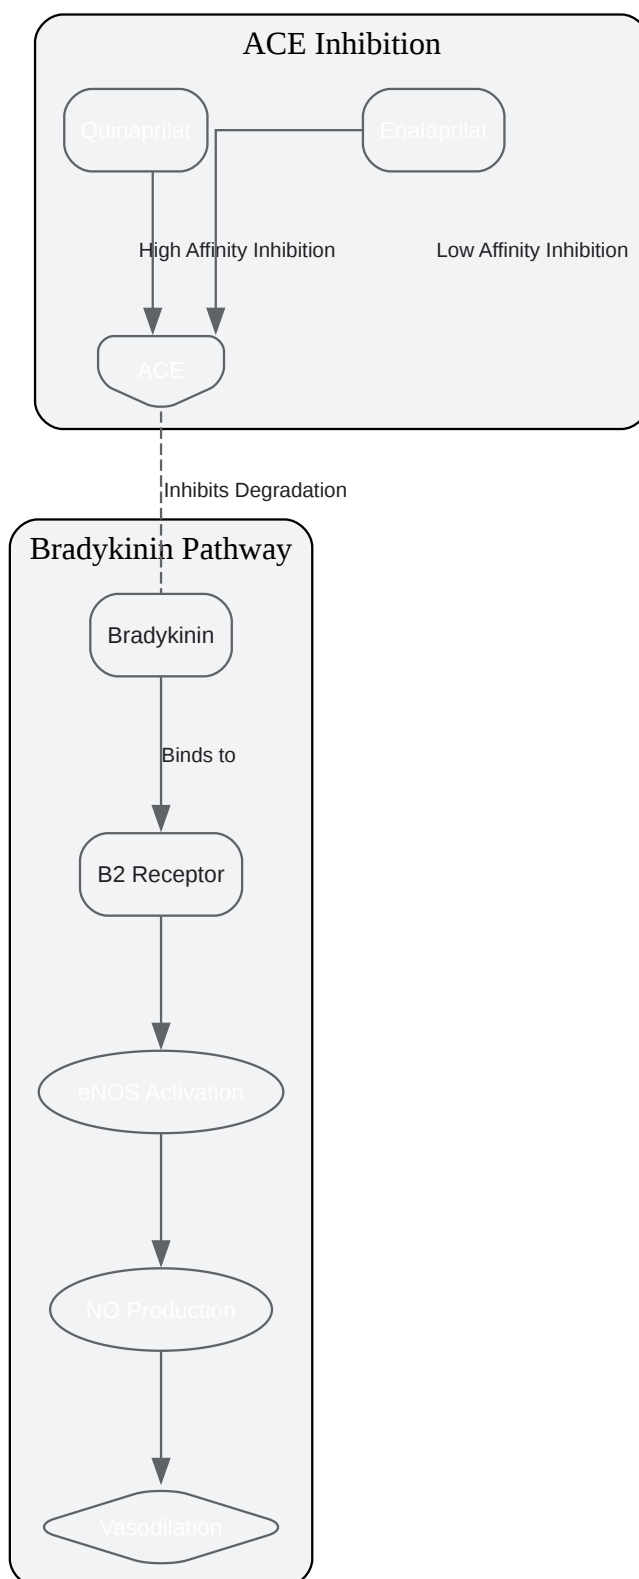 ACE Inhibition
Quinaprilat
Enalaprilat
High Affinity Inhibition
Low Affinity Inhibition
ACE
Inhibits Degradation
Bradykinin Pathway
Bradykinin
Binds to
B2 Receptor
eNOS Activation
NO Production
Vasodilation